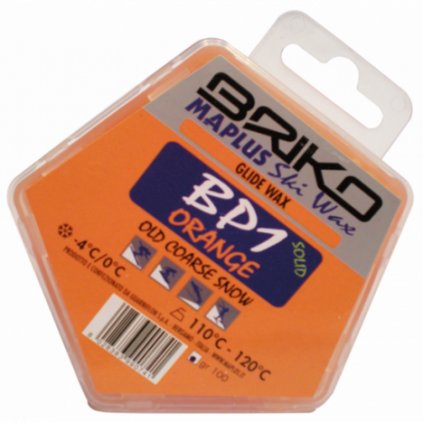 BRIKO
MAPLUS Ski Wax
GLIDE WAX
BP1
SOLID
ORANGE
OLD COARSE SNOW
-4°C/0°C
110°C - 120°C
gr 100